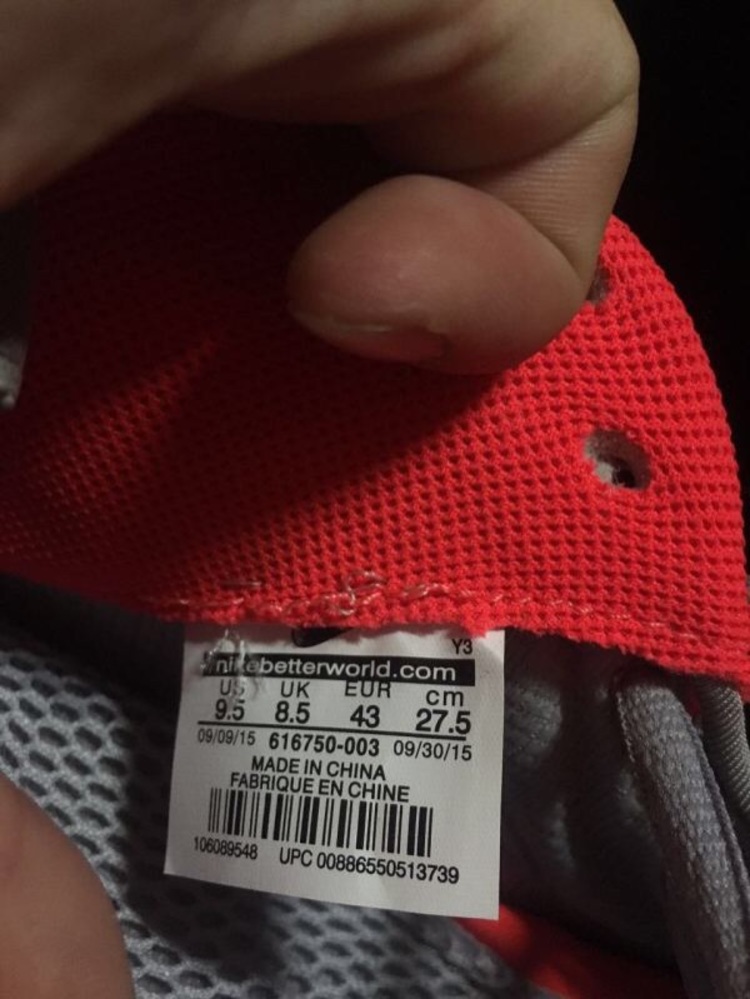 Y3
nikebetterworld.com
US UK EUR cm
9.5 8.5 43 27.5
09/09/15 616750-003 09/30/15
MADE IN CHINA
FABRIQUE EN CHINE
106089548 UPC 00886550513739